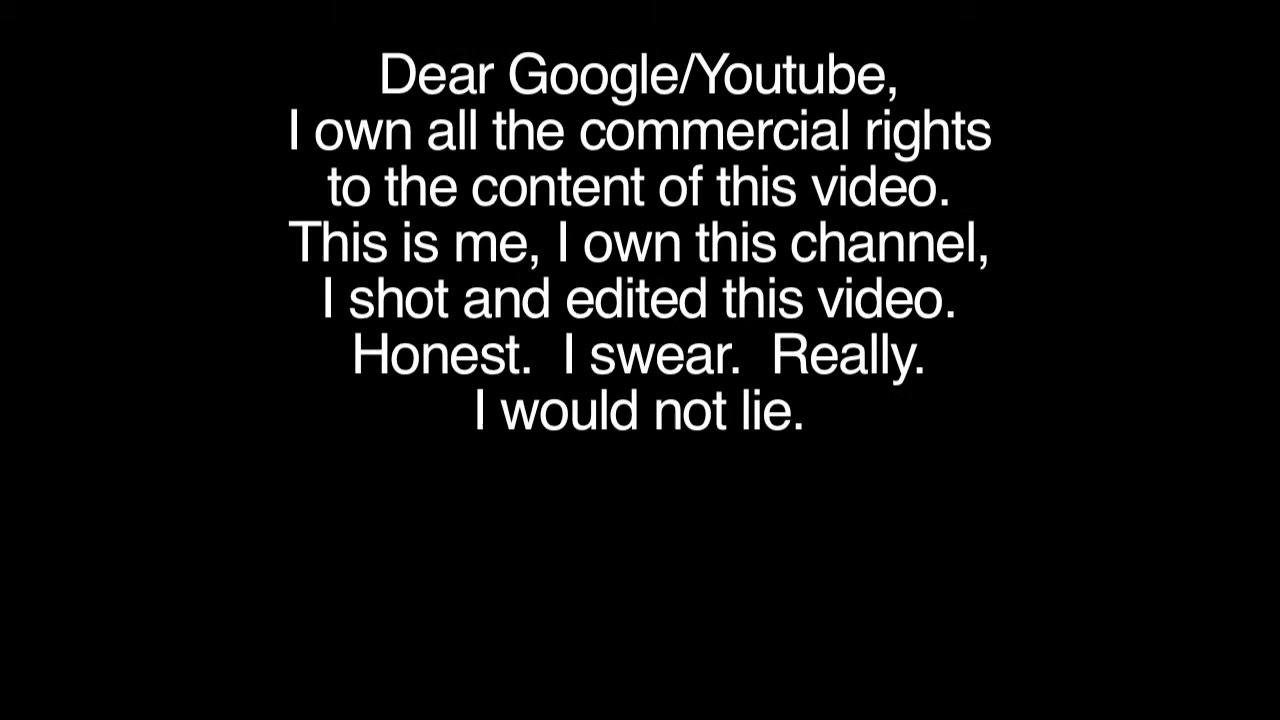 Dear Google/Youtube,
I own all the commercial rights
to the content of this video.
This is me, I own this channel,
I shot and edited this video.
Honest.  I swear.  Really.
I would not lie.